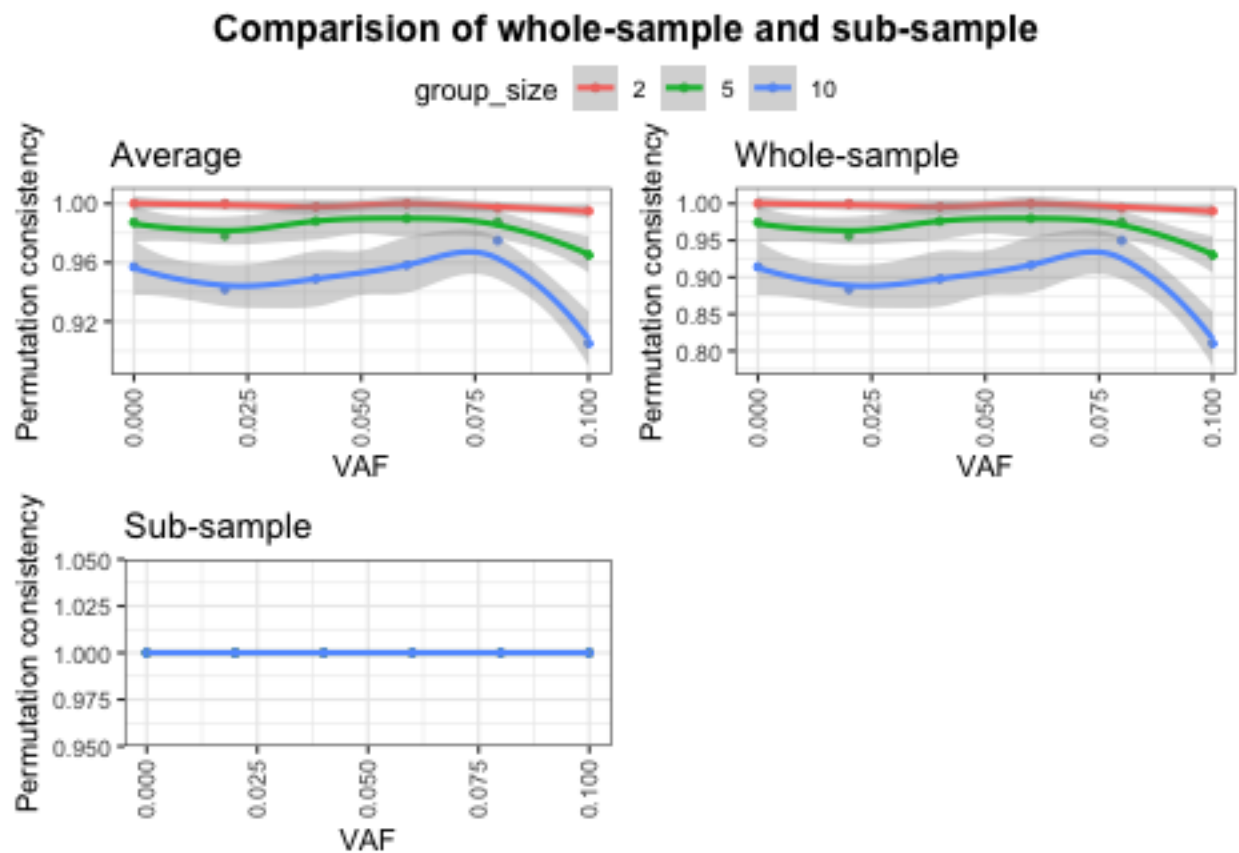 Comparision of whole-sample and sub-sample
group_size 2 5 10
Average
Permutation consistency
1.00
0.96
0.92
0.000 0.025 0.050 0.075 0.100
VAF
Whole-sample
Permutation consistency
1.00
0.95
0.90
0.85
0.80
0.000 0.025 0.050 0.075 0.100
VAF
Sub-sample
Permutation consistency
1.050
1.025
1.000
0.975
0.950
0.000 0.025 0.050 0.075 0.100
VAF